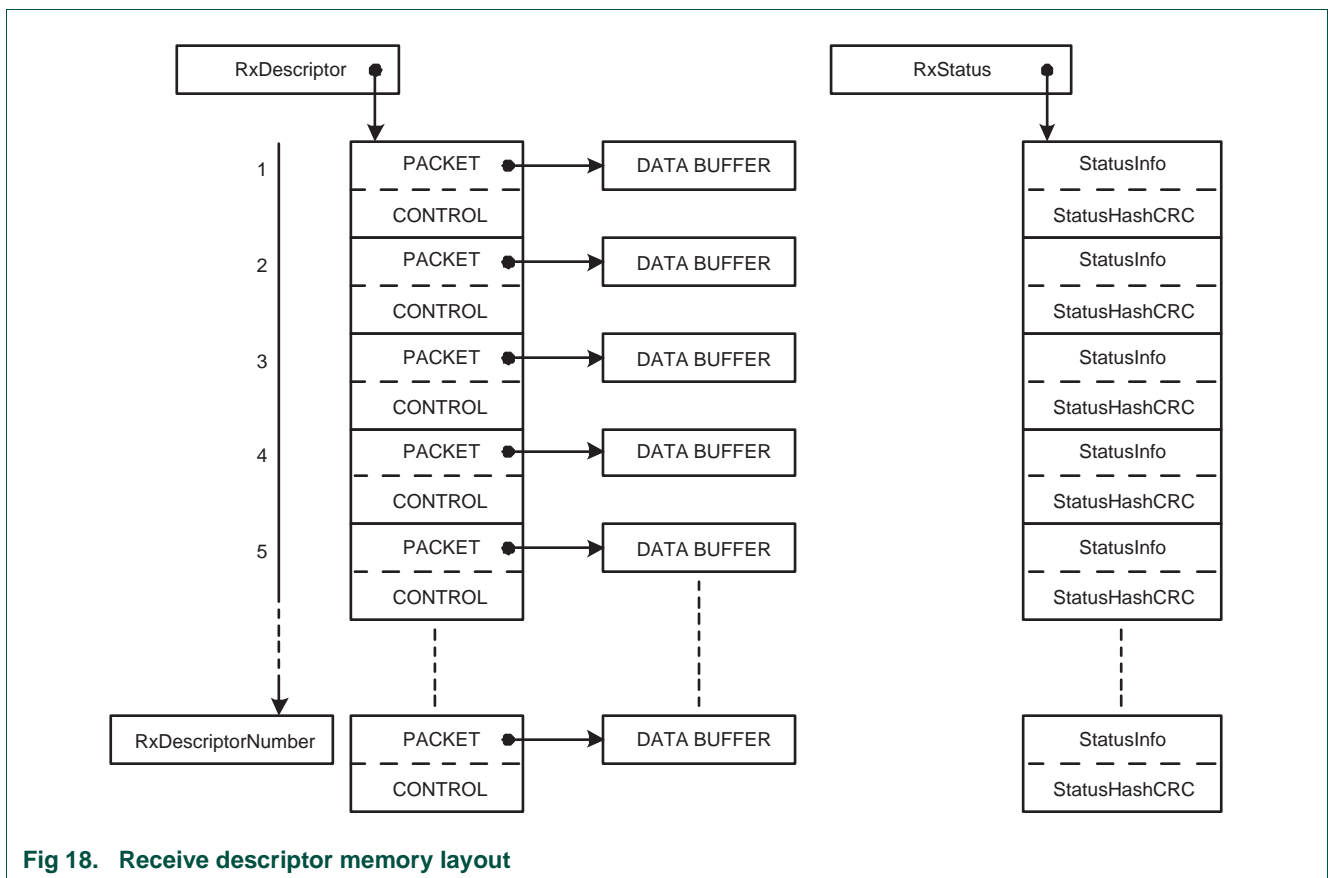 RxDescriptor
RxStatus
1
PACKET
DATA BUFFER
StatusInfo
CONTROL
StatusHashCRC
2
PACKET
DATA BUFFER
StatusInfo
CONTROL
StatusHashCRC
3
PACKET
DATA BUFFER
StatusInfo
CONTROL
StatusHashCRC
4
PACKET
DATA BUFFER
StatusInfo
CONTROL
StatusHashCRC
5
PACKET
DATA BUFFER
StatusInfo
CONTROL
StatusHashCRC
RxDescriptorNumber
PACKET
DATA BUFFER
StatusInfo
CONTROL
StatusHashCRC
Fig 18. Receive descriptor memory layout